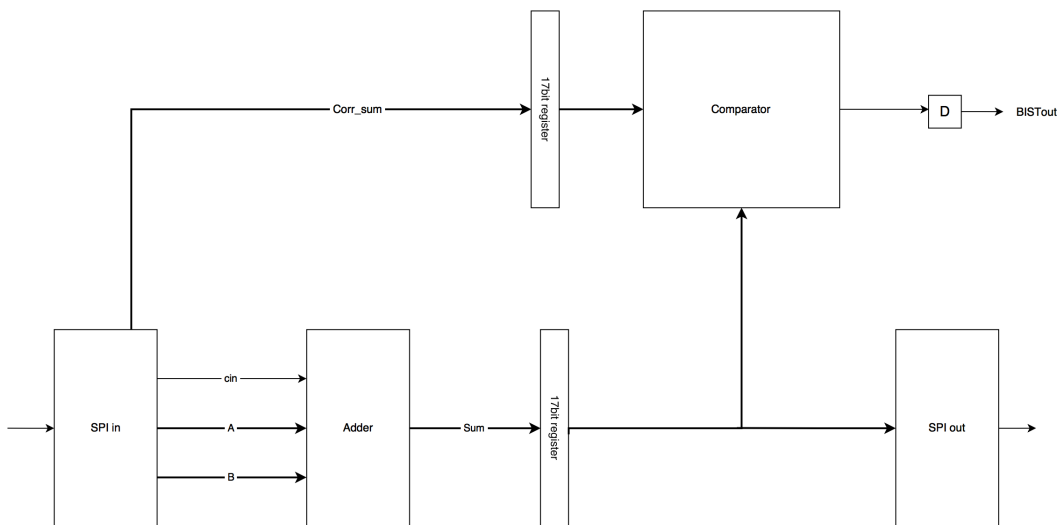 17bit register
Comparator
D
BISTout
Corr_sum
SPI in
cin
A
B
Adder
Sum
17bit register
SPI out